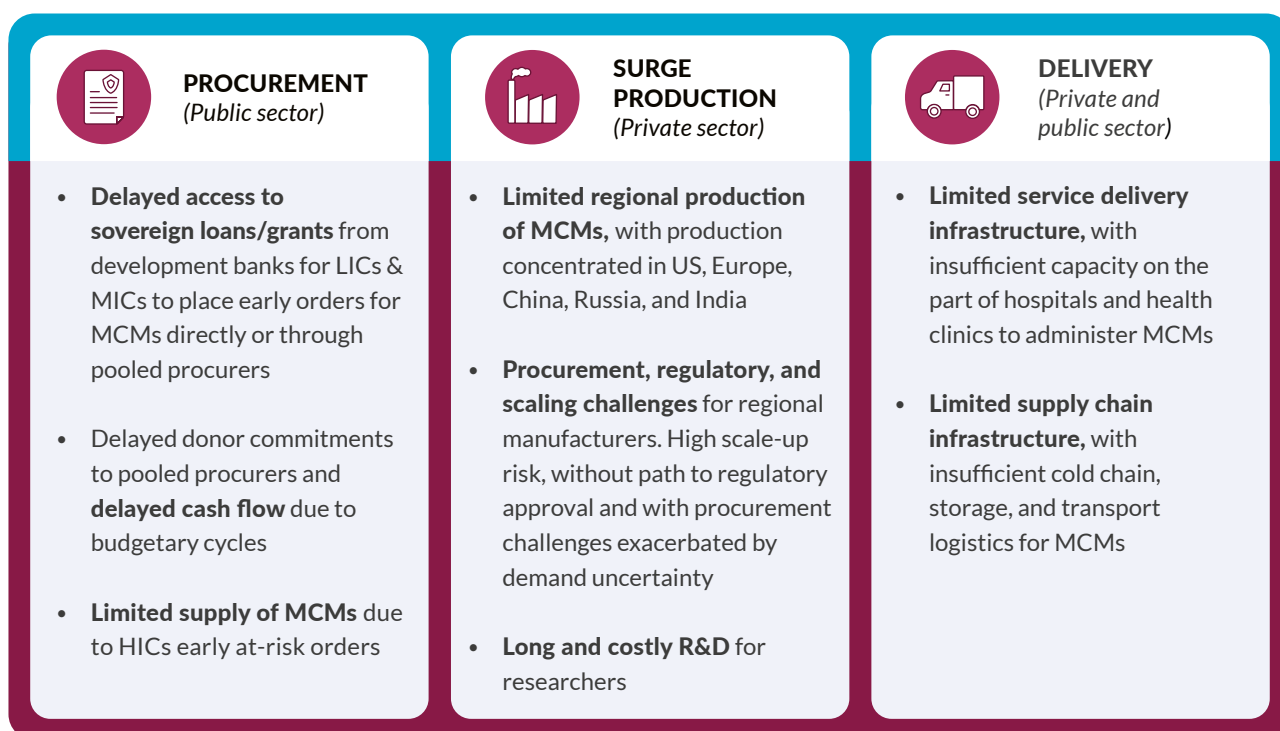 PROCUREMENT
(Public sector)
• Delayed access to
sovereign loans/grants from
development banks for LICs &
MICs to place early orders for
MCMs directly or through
pooled procurers
• Delayed donor commitments
to pooled procurers and
delayed cash flow due to
budgetary cycles
• Limited supply of MCMs due
to HICs early at-risk orders
SURGE
PRODUCTION
(Private sector)
• Limited regional production
of MCMs, with production
concentrated in US, Europe,
China, Russia, and India
• Procurement, regulatory, and
scaling challenges for regional
manufacturers. High scale-up
risk, without path to regulatory
approval and with procurement
challenges exacerbated by
demand uncertainty
• Long and costly R&D for
researchers
DELIVERY
(Private and
public sector)
• Limited service delivery
infrastructure, with
insufficient capacity on the
part of hospitals and health
clinics to administer MCMs
• Limited supply chain
infrastructure, with
insufficient cold chain,
storage, and transport
logistics for MCMs